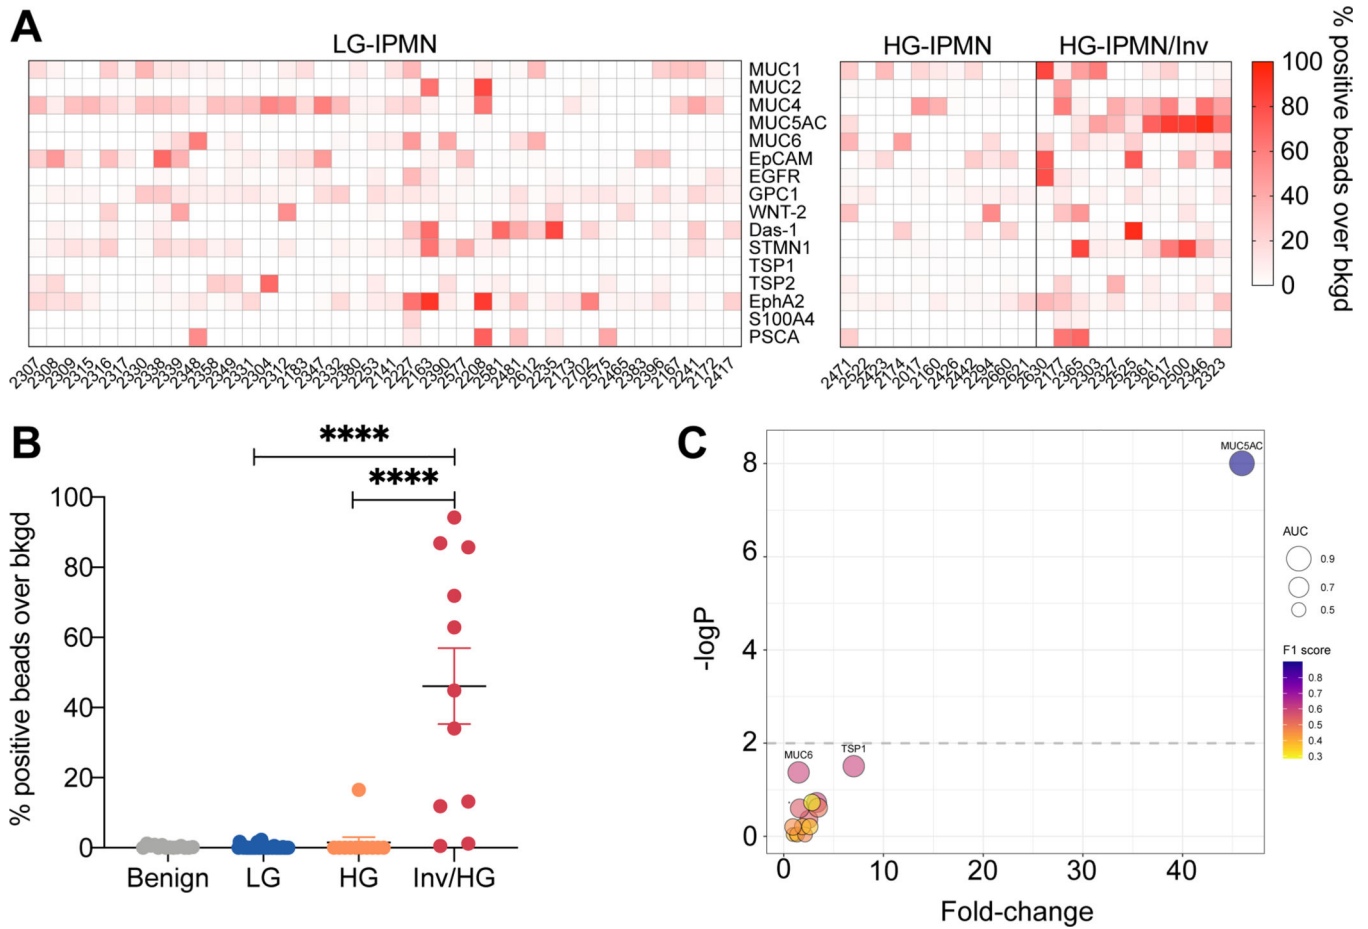 A
LG-IPMN
HG-IPMN
HG-IPMN/Inv
% positive beads over bkgd
MUC1
MUC2
MUC4
MUC5AC
MUC6
EpCAM
EGFR
GPC1
WNT-2
Das-1
STMN1
TSP1
TSP2
EphA2
S100A4
PSCA
100
80
60
40
20
0
2307 2308 2309 2315 2316 2317 2330 2338 2339 2348 2358 2349 2331 2304 2312 2183 2347 2332 2380 2253 2141 2227 2163 2390 2577 2208 2581 2481 2612 2235 2173 2702 2575 2465 2383 2396 2167 2241 2172 2417
2471 2522 2423 2174 2017 2160 2426 2442 2294 2660 2621 2630 2177 2365 2303 2327 2525 2361 2617 2500 2346 2323
B
****
****
% positive beads over bkgd
100
80
60
40
20
0
Benign LG HG Inv/HG
C
MUC5AC
MUC6
TSP1
-logP
8
6
4
2
0
0 10 20 30 40
Fold-change
AUC
0.9
0.7
0.5
F1 score
0.8
0.7
0.6
0.5
0.4
0.3